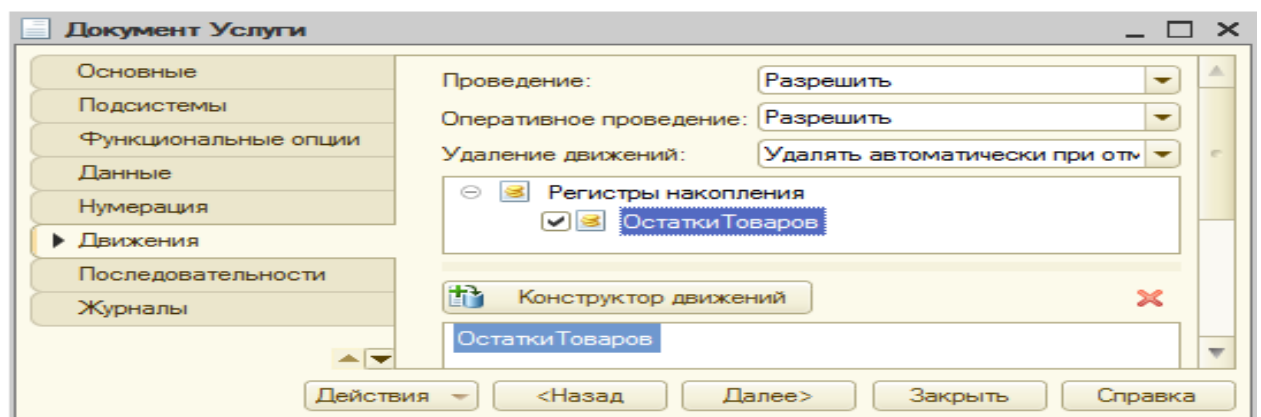 Документ Услуги
Основные
Подсистемы
Функциональные опции
Данные
Нумерация
Движения
Последовательности
Журналы
Проведение: Разрешить
Оперативное проведение: Разрешить
Удаление движений: Удалять автоматически при отм
Регистры накопления
ОстаткиТоваров
Конструктор движений
ОстаткиТоваров
Действия <Назад Далее> Закрыть Справка